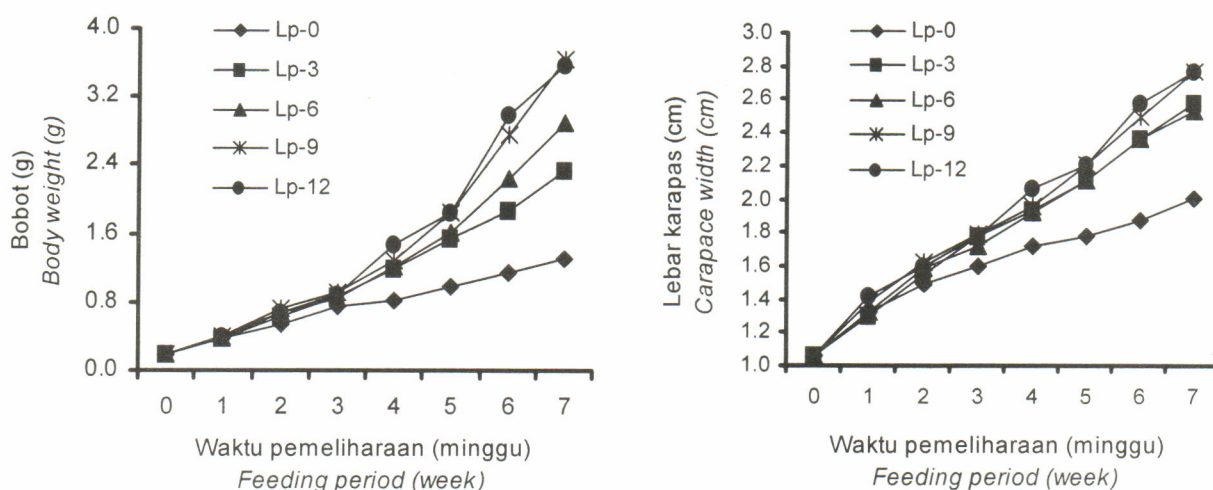 4.0
3.2
2.4
1.6
0.8
0.0
Bobot (g)
Body weight (g)
Lp-0
Lp-3
Lp-6
Lp-9
Lp-12
0 1 2 3 4 5 6 7
Waktu pemeliharaan (minggu)
Feeding period (week)
3.0
2.8
2.6
2.4
2.2
2.0
1.8
1.6
1.4
1.2
1.0
Lebar karapas (cm)
Carapace width (cm)
Lp-0
Lp-3
Lp-6
Lp-9
Lp-12
0 1 2 3 4 5 6 7
Waktu pemeliharaan (minggu)
Feeding period (week)